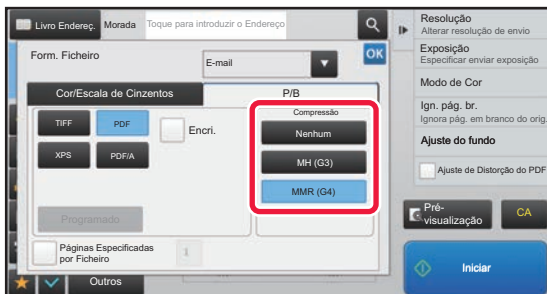 Livro Endereç.
Morada
Toque para introduzir o Endereço
Form. Ficheiro
E-mail
OK
Cor/Escala de Cinzentos
P/B
TIFF
PDF
Encri.
XPS
PDF/A
Programado
Compressão
Nenhum
MH (G3)
MMR (G4)
Páginas Especificadas
por Ficheiro
1
Outros
Resolução
Alterar resolução de envio
Exposição
Especificar enviar exposição
Modo de Cor
Ign. pág. br.
Ignora pág. em branco do orig.
Ajuste do fundo
Ajuste de Distorção do PDF
Pré-
visualização
CA
Iniciar